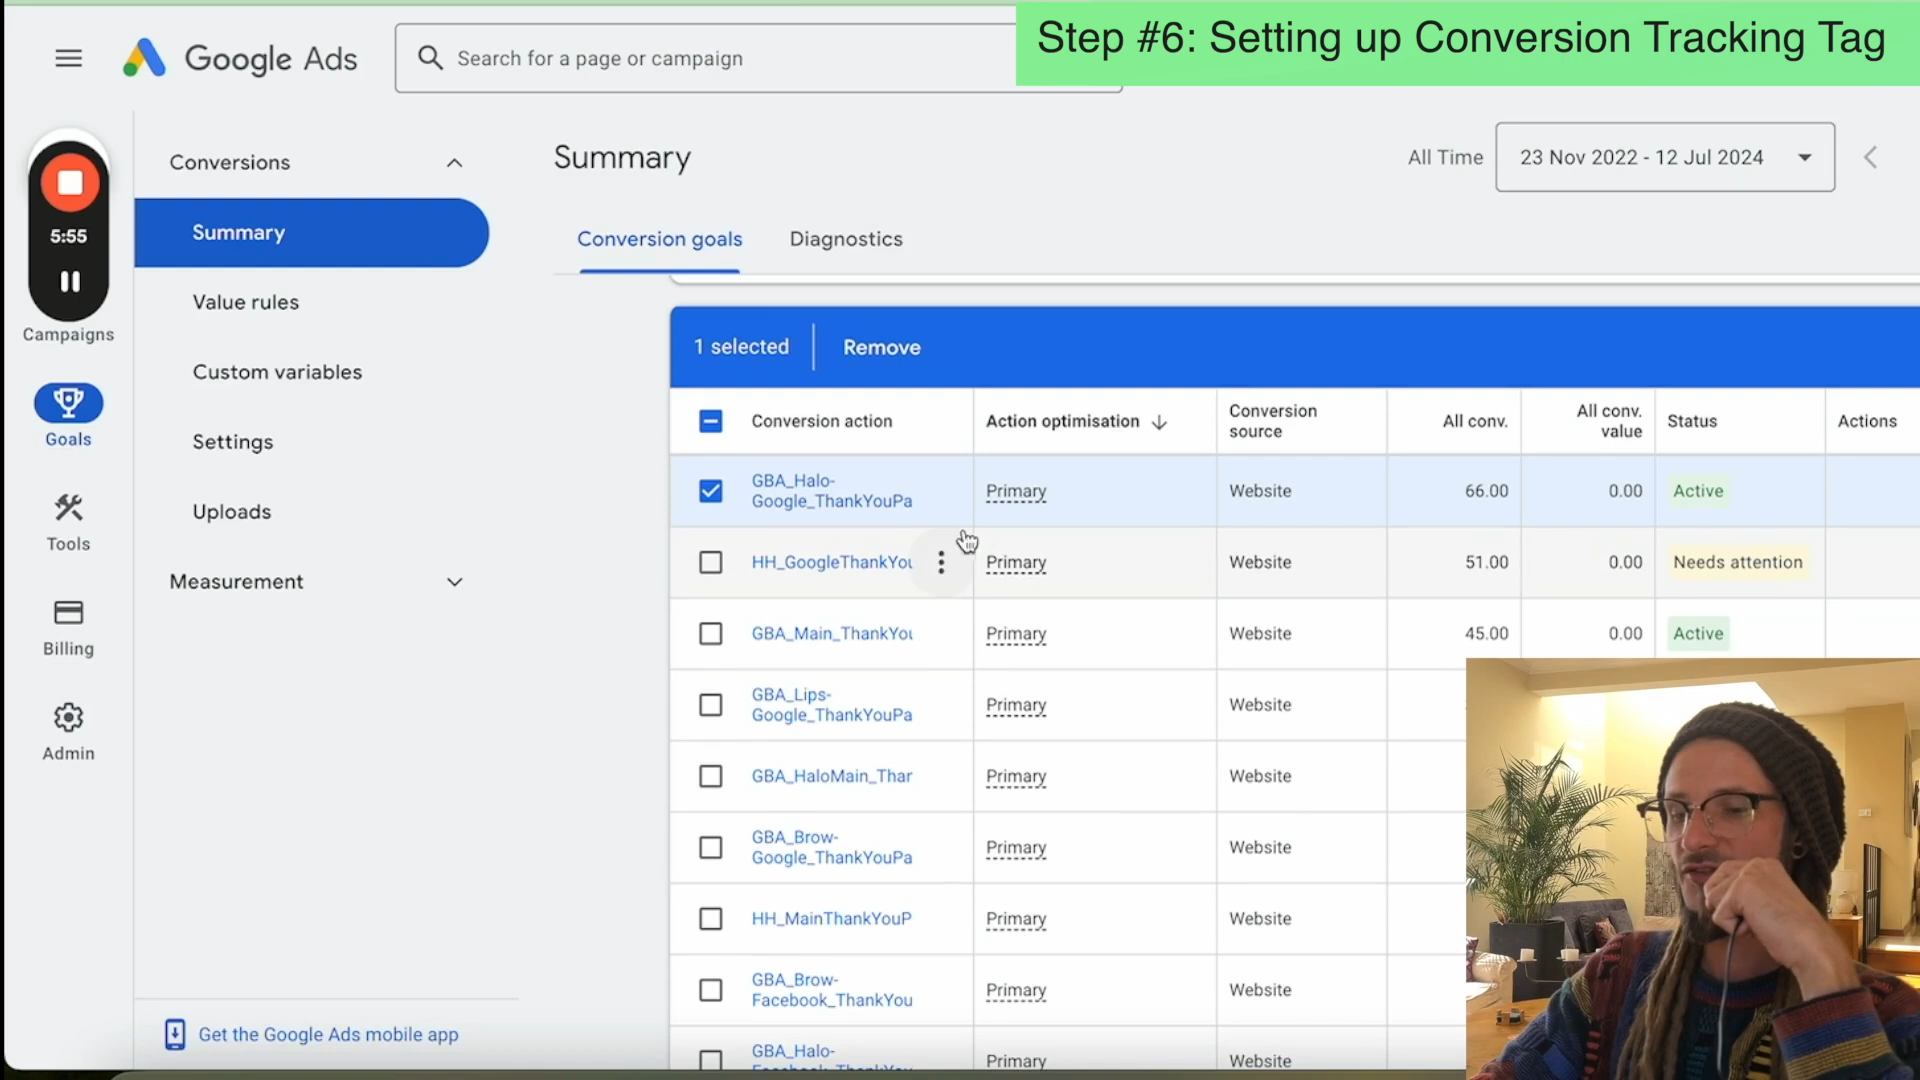 Step #6: Setting up Conversion Tracking Tag
Google Ads
Search for a page or campaign
5:55
Campaigns
Goals
Tools
Billing
Admin
Conversions
Summary
Value rules
Custom variables
Settings
Uploads
Measurement
Get the Google Ads mobile app
Summary
All Time
23 Nov 2022 - 12 Jul 2024
Conversion goals
Diagnostics
1 selected
Remove
Conversion action
Action optimisation
Conversion
source
All conv.
All conv.
value
Status
Actions
GBA_Halo-
Google_ThankYouPa
Primary
Website
66.00
0.00
Active
HH_GoogleThankYou
Primary
Website
51.00
0.00
Needs attention
GBA_Main_ThankYou
Primary
Website
45.00
0.00
Active
GBA_Lips-
Google_ThankYouPa
Primary
Website
GBA_HaloMain_Thar
Primary
Website
GBA_Brow-
Google_ThankYouPa
Primary
Website
HH_MainThankYouP
Primary
Website
GBA_Brow-
Facebook_ThankYou
Primary
Website
GBA_Halo-
Primary
Website